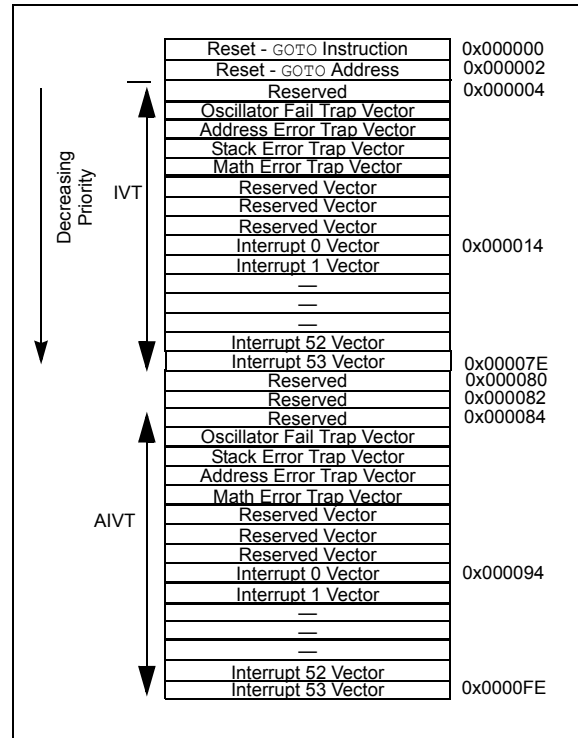 Reset - GOTO Instruction 0x000000
Reset - GOTO Address 0x000002
Reserved 0x000004
Oscillator Fail Trap Vector
Address Error Trap Vector
Stack Error Trap Vector
Math Error Trap Vector
Reserved Vector
Reserved Vector
Reserved Vector
Interrupt 0 Vector 0x000014
Interrupt 1 Vector
—
—
—
Interrupt 52 Vector
Interrupt 53 Vector 0x00007E
Reserved 0x000080
Reserved 0x000082
Reserved 0x000084
Oscillator Fail Trap Vector
Stack Error Trap Vector
Address Error Trap Vector
Math Error Trap Vector
Reserved Vector
Reserved Vector
Reserved Vector
Interrupt 0 Vector 0x000094
Interrupt 1 Vector
—
—
—
Interrupt 52 Vector
Interrupt 53 Vector 0x0000FE
Decreasing
Priority
IVT
AIVT